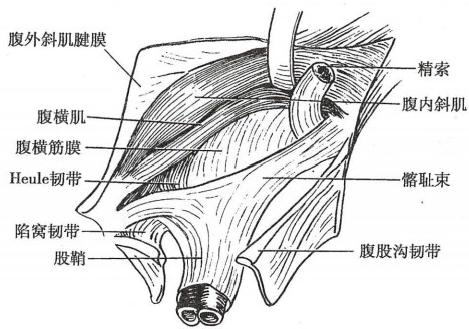 腹外斜肌腱膜
精索
腹内斜肌
腹横肌
腹横筋膜
Heule韧带
髂耻束
陷窝韧带
股鞘
腹股沟韧带